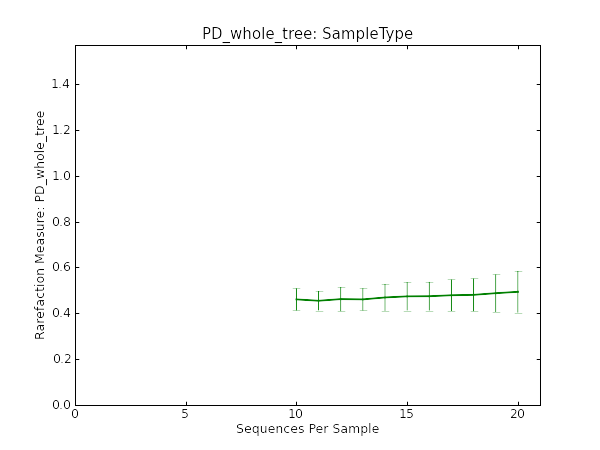 PD_whole_tree: SampleType
Rarefaction Measure: PD_whole_tree
1.4
1.2
1.0
0.8
0.6
0.4
0.2
0.0
0 5 10 15 20
Sequences Per Sample